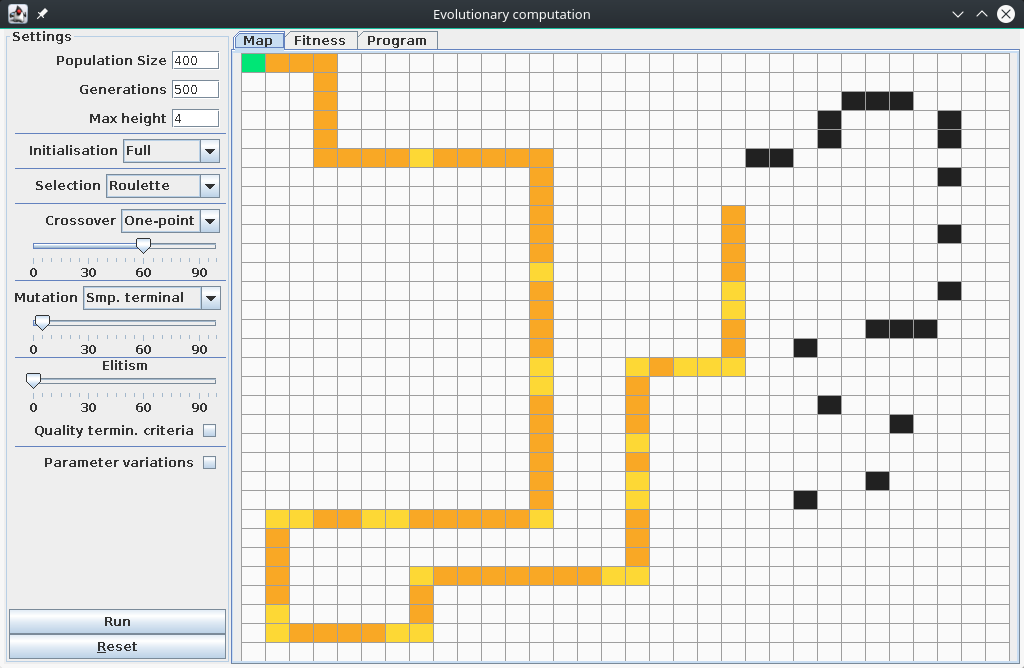 Evolutionary computation
Settings
Map Fitness Program
Population Size 400
Generations 500
Max height 4
Initialisation Full
Selection Roulette
Crossover One-point
0 30 60 90
Mutation Smp. terminal
0 30 60 90
Elitism
0 30 60 90
Quality termin. criteria
Parameter variations
Run
Reset